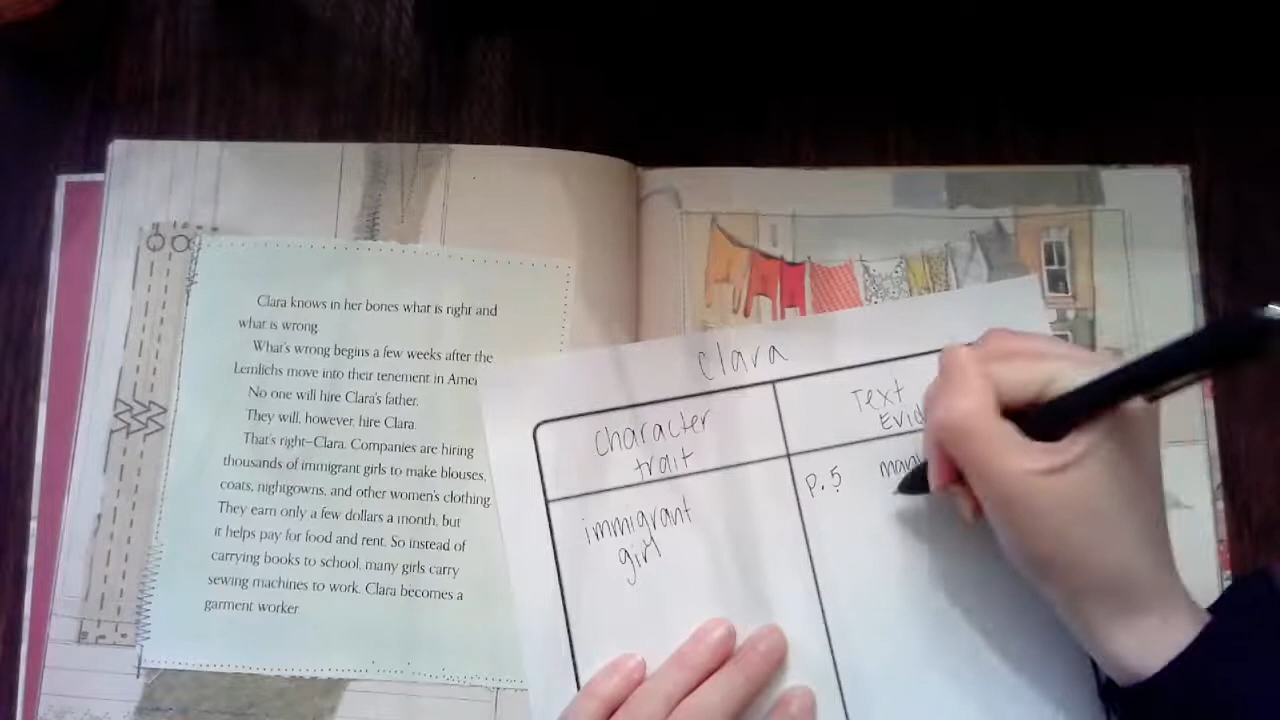 Clara knows in her bones what is right and
what is wrong.
What's wrong begins a few weeks after the
Lemlichs move into their tenement in
No one will hire Clara's father.
They will, however, hire Clara.
That's right—Clara. Companies are hiring
thousands of immigrant girls to make blouses,
coats, nightgowns, and other women's clothing.
They earn only a few dollars a month, but
it helps pay for food and rent. So instead of
carrying books to school, many girls carry
sewing machines to work. Clara becomes a
garment worker.
Clara
character
trait
Text
immigrant
girl
p.5